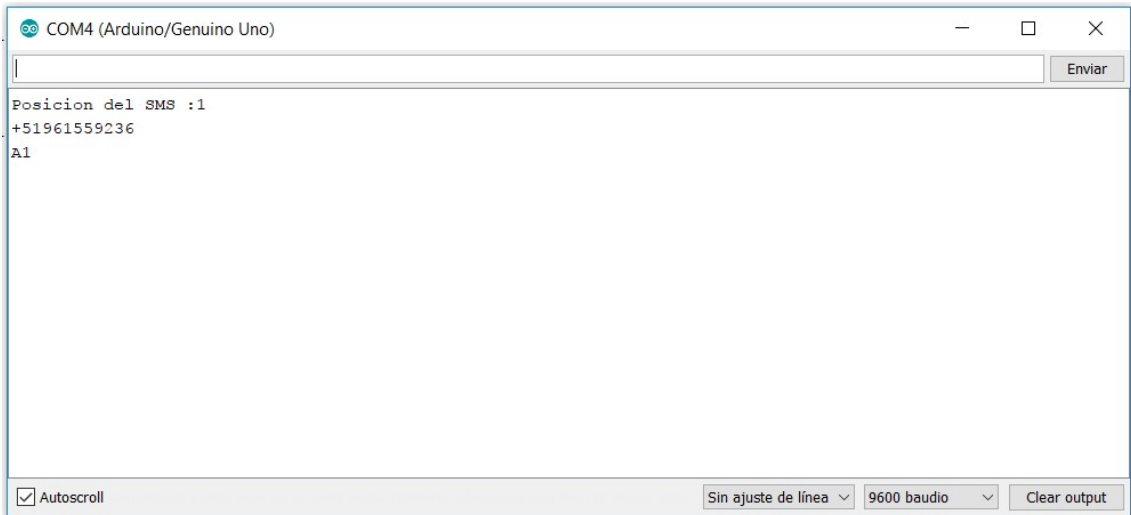 COM4 (Arduino/Genuino Uno)
Enviar
Posicion del SMS :1
+51961559236
A1
Autoscroll
Sin ajuste de línea
9600 baudio
Clear output